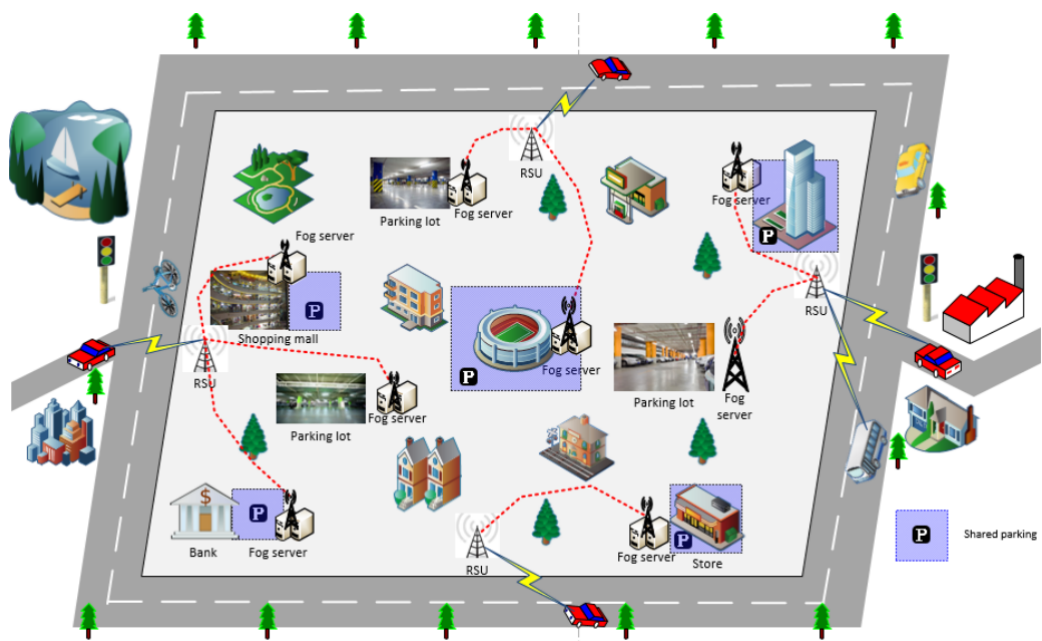 RSU
Parking lot
Fog server
Fog server
P
Fog server
P
Shopping mall
RSU
RSU
P
Fog server
Parking lot
Fog
server
Parking lot
Fog server
P
Bank
Fog server
RSU
P
Fog server
Store
P
Shared parking
$